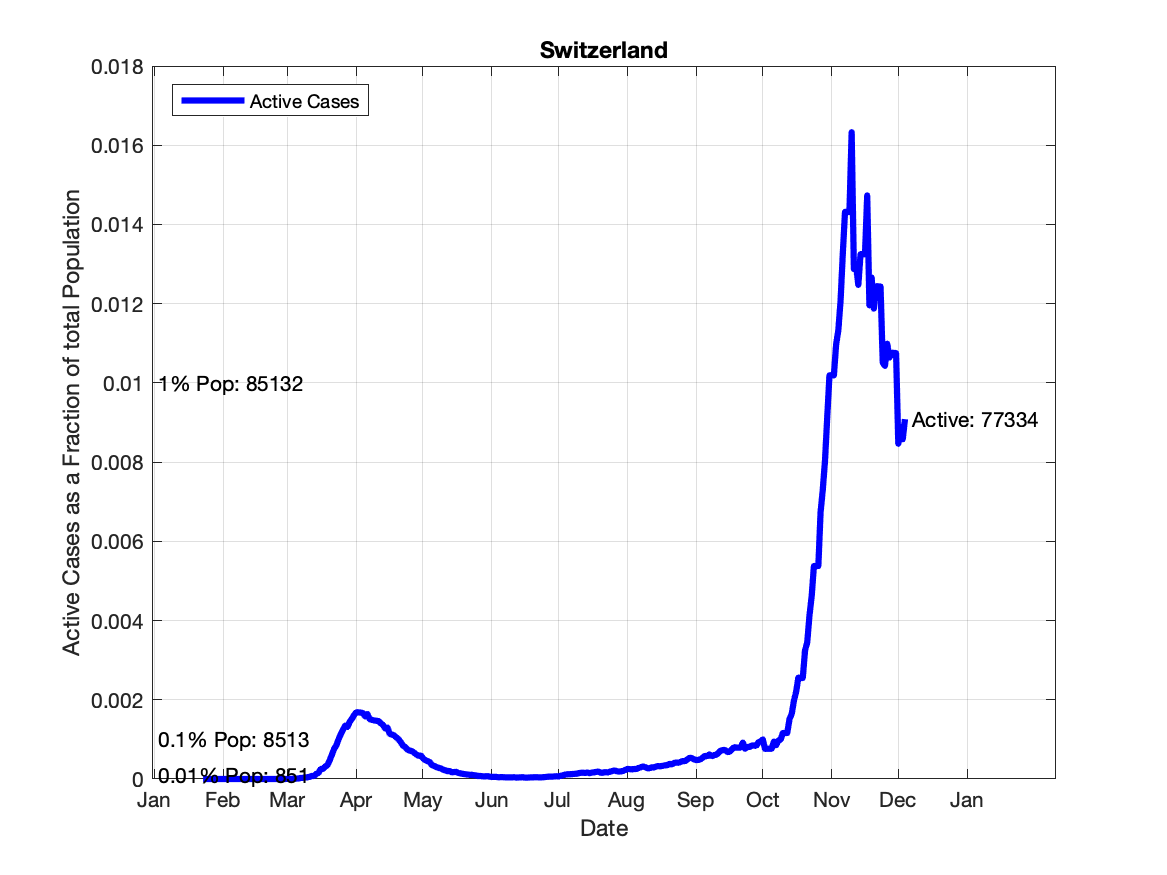 Switzerland
0.018
Active Cases
0.016
0.014
0.012
0.01
1% Pop: 85132
Active: 77334
0.008
0.006
0.004
0.002
0.1% Pop: 8513
0.01% Pop: 851
0
Jan Feb Mar Apr May Jun Jul Aug Sep Oct Nov Dec Jan
Date
Active Cases as a Fraction of total Population